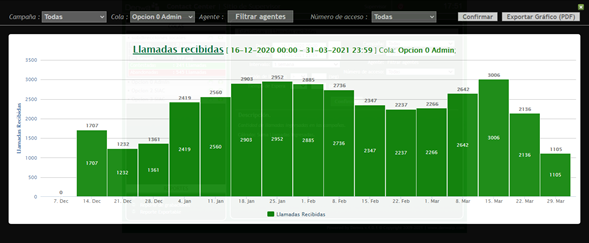 Campaña : Todas Cola : Opcion 0 Admin Agente : Filtrar agentes Número de acceso : Todas Confirmar Exportar Gráfico (PDF)
Llamadas recibidas [ 16-12-2020 00:00 - 31-03-2021 23:59 ] Cola: Opcion 0 Admin;
Llamadas Recibidas
3500
3000
2500
2000
1500
1000
500
0
0 1707 1232 1361 2419 2560 2903 2952 2885 2736 2347 2237 2266 2642 3006 2136 1105
1707 1232 1361 2419 2560 2903 2952 2885 2736 2347 2237 2266 2642 3006 2136 1105
7. Dec 14. Dec 21. Dec 28. Dec 4. Jan 11. Jan 18. Jan 25. Jan 1. Feb 8. Feb 15. Feb 22. Feb 1. Mar 8. Mar 15. Mar 22. Mar 29. Mar
Llamadas Recibidas